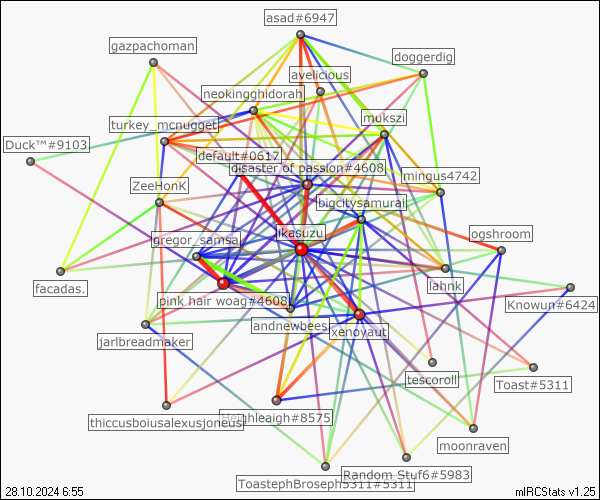 asad#6947
gazpachoman
doggerdig
avelicious
neokingghidorah
mukszi
turkey_mcnugget
Duck™#9103
default#0617
disaster of passion#4608
mingus4742
ZeeHonK
bigcitysamurai
ikasuzu
ogshroom
gregor_samsa
facadas.
pink hair woag#4608
lahnk
Knowun#6424
andrewbees
xenoyaut
jarlbreadmaker
tescoroll
Toast#5311
thiccusboiusalexusjoneus
Heighleaigh#8575
moonraven
Random_Stuf6#5983
ToastephBroseph5311#5311
28.10.2024 6:55
mIRCStats v1.25